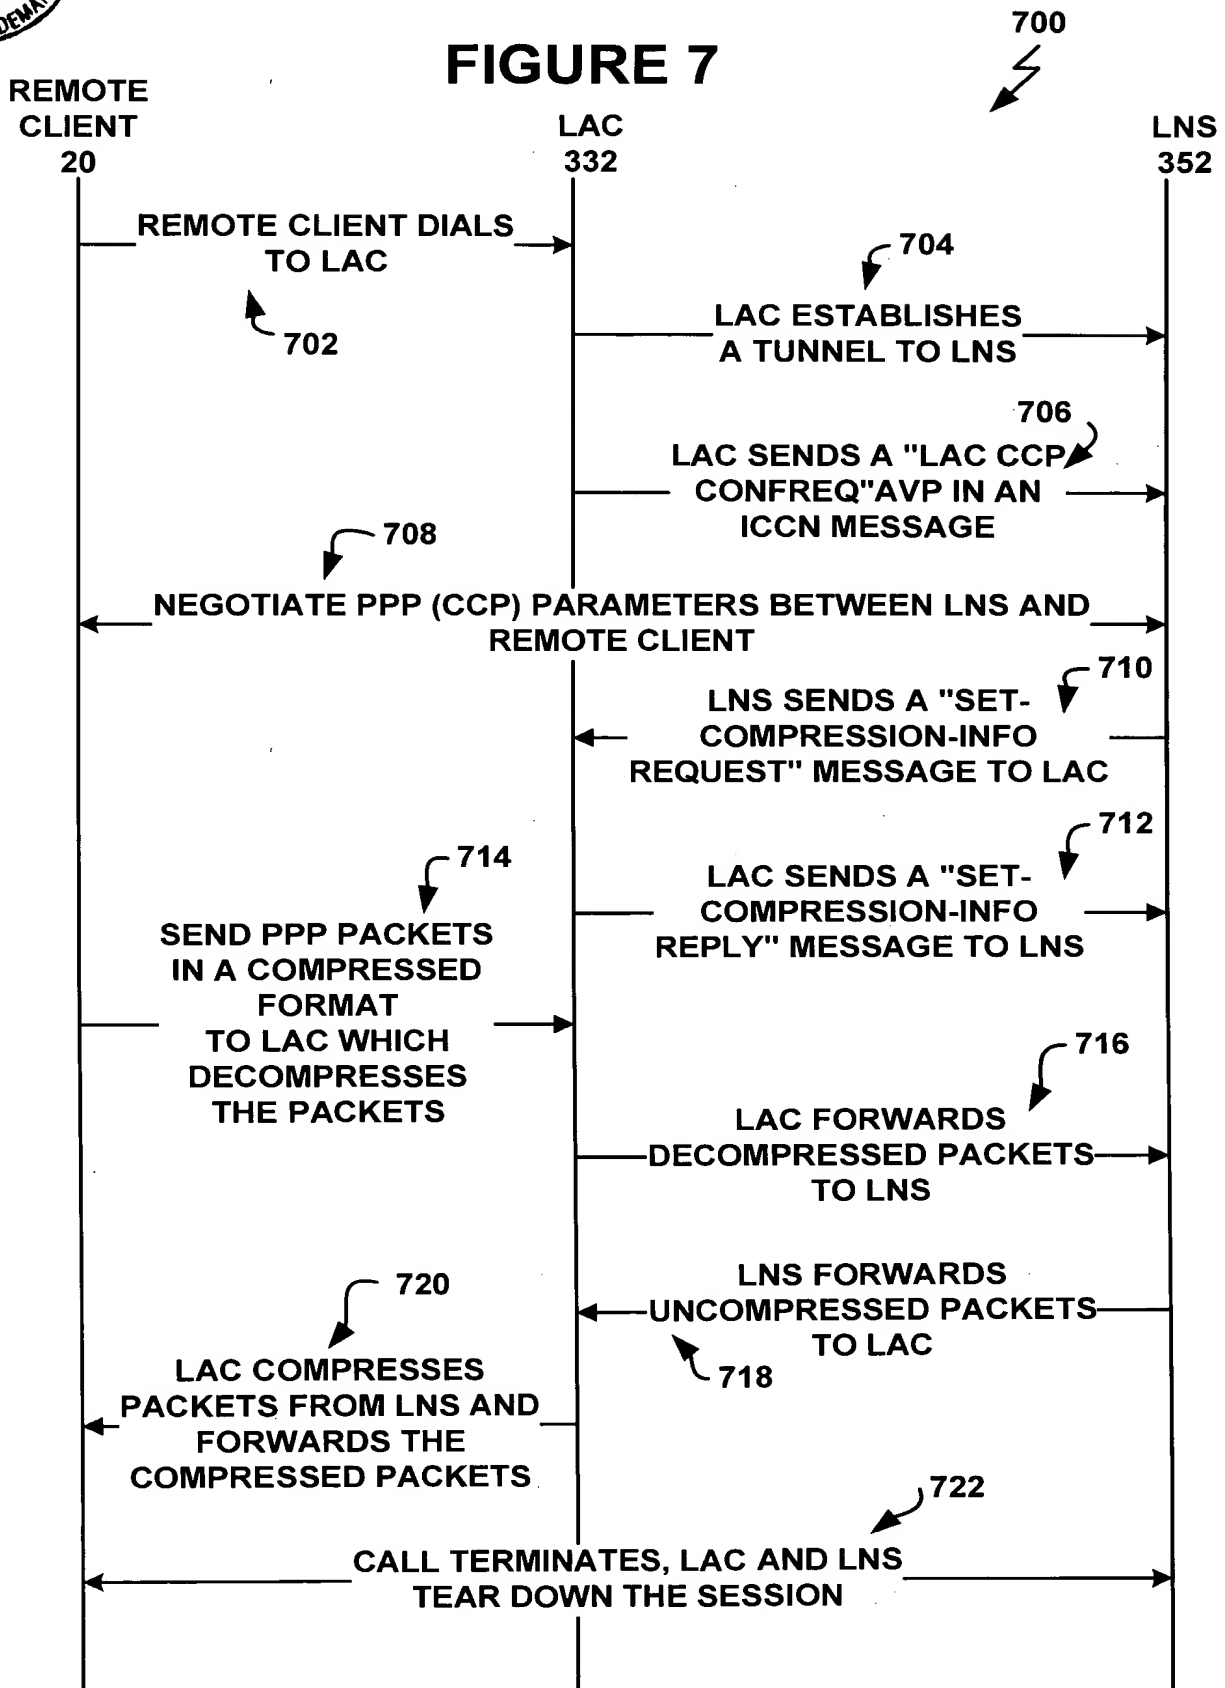 DEMA
FIGURE 7
700
REMOTE
CLIENT
20
LAC
332
LNS
352
REMOTE CLIENT DIALS
TO LAC
702
704
LAC ESTABLISHES
A TUNNEL TO LNS
706
LAC SENDS A "LAC CCP
CONFREQ"AVP IN AN
ICCN MESSAGE
708
NEGOTIATE PPP (CCP) PARAMETERS BETWEEN LNS AND
REMOTE CLIENT
710
LNS SENDS A "SET-
COMPRESSION-INFO
REQUEST" MESSAGE TO LAC
712
LAC SENDS A "SET-
COMPRESSION-INFO
REPLY" MESSAGE TO LNS
714
SEND PPP PACKETS
IN A COMPRESSED
FORMAT
TO LAC WHICH
DECOMPRESSES
THE PACKETS
716
LAC FORWARDS
DECOMPRESSED PACKETS
TO LNS
LNS FORWARDS
UNCOMPRESSED PACKETS
TO LAC
718
720
LAC COMPRESSES
PACKETS FROM LNS AND
FORWARDS THE
COMPRESSED PACKETS
722
CALL TERMINATES, LAC AND LNS
TEAR DOWN THE SESSION